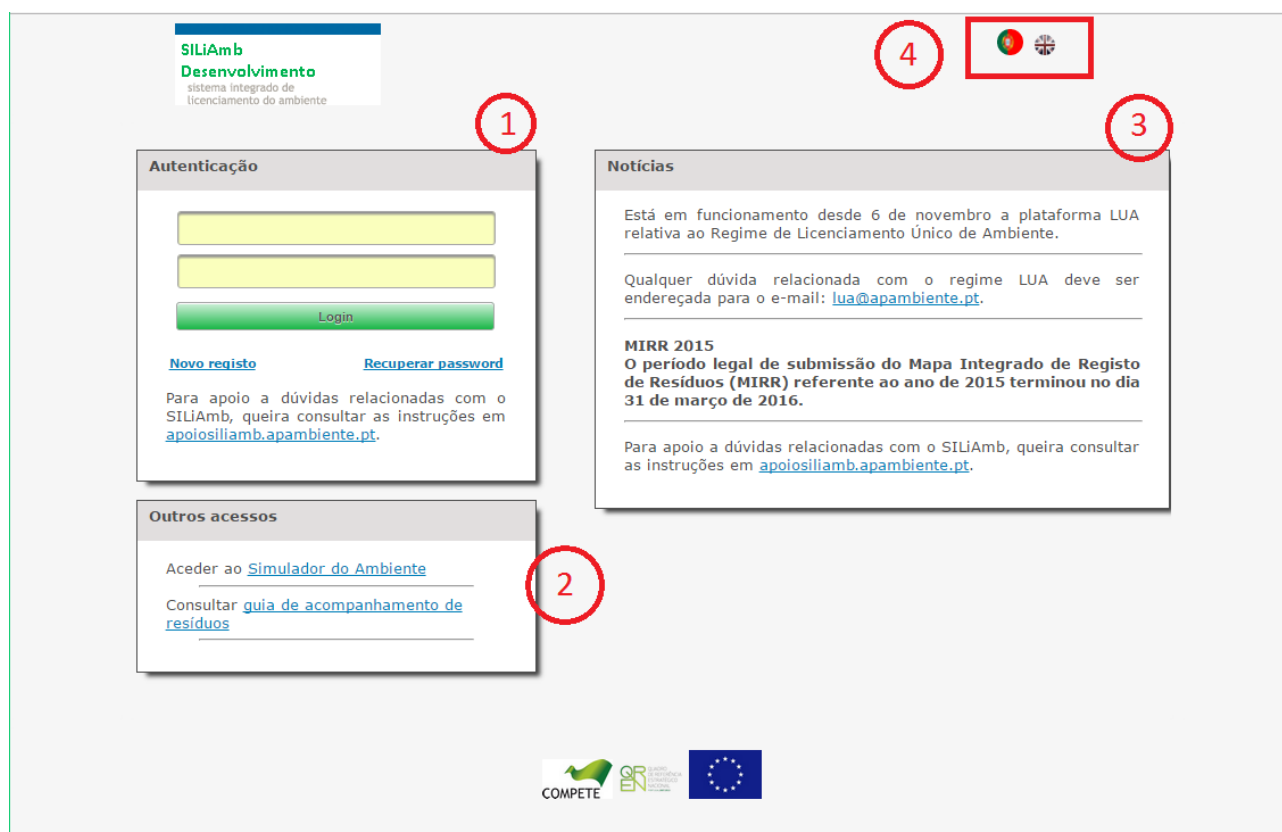 SILiAmb
Desenvolvimento
sistema integrado de
licenciamento do ambiente
4
1
3
Autenticação
Login
Novo registo
Recuperar password
Para apoio a dúvidas relacionadas com o
SILiAmb, queira consultar as instruções em
apoiosiliamb.apambiente.pt.
Outros acessos
Aceder ao Simulador do Ambiente
Consultar guia de acompanhamento de
resíduos
2
Notícias
Está em funcionamento desde 6 de novembro a plataforma LUA
relativa ao Regime de Licenciamento Único de Ambiente.
Qualquer dúvida relacionada com o regime LUA deve ser
endereçada para o e-mail: lua@apambiente.pt.
MIRR 2015
O período legal de submissão do Mapa Integrado de Registo
de Resíduos (MIRR) referente ao ano de 2015 terminou no dia
31 de março de 2016.
Para apoio a dúvidas relacionadas com o SILiAmb, queira consultar
as instruções em apoiosiliamb.apambiente.pt.
COMPETE
QR
EN